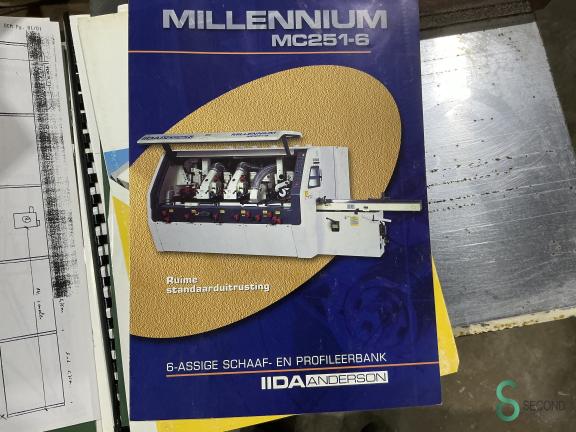 MILLENNIUM
MC251-6
Ruime
standaarduitrusting
6-ASSIGE SCHAAF- EN PROFILEERBANK
IIDA ANDERSON
SECOND